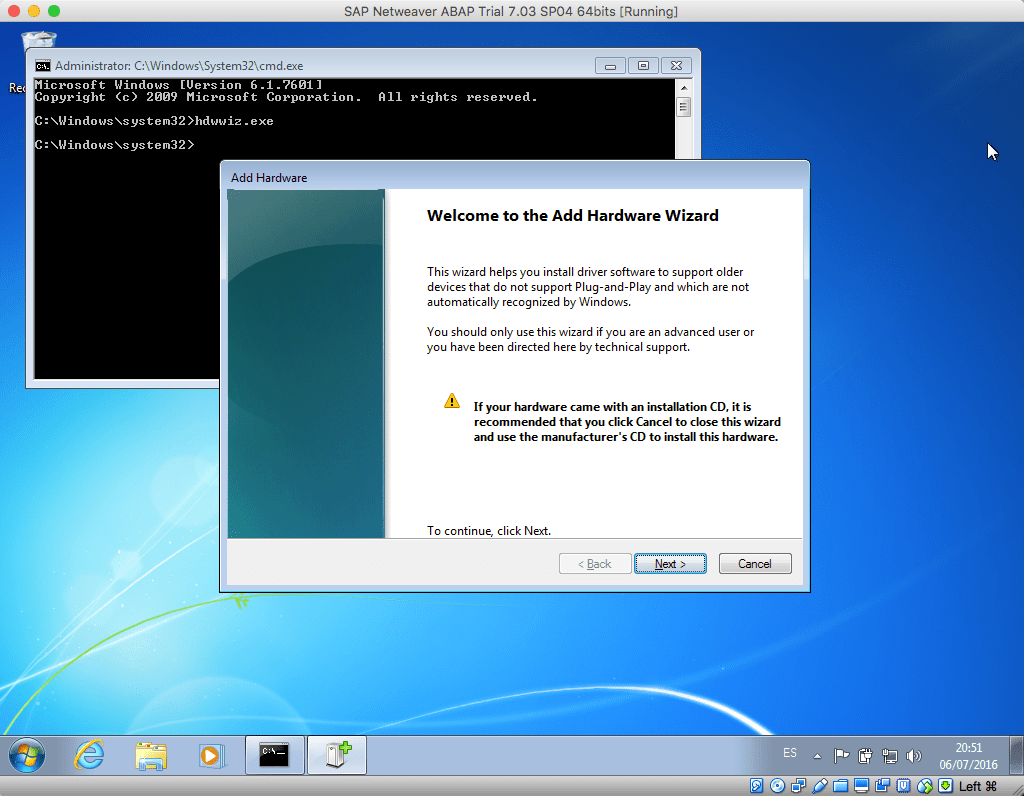 SAP Netweaver ABAP Trial 7.03 SP04 64bits [Running]
Rec
Administrator: C:\Windows\System32\cmd.exe
Microsoft Windows [Version 6.1.7601]
Copyright (c) 2009 Microsoft Corporation.  All rights reserved.
C:\Windows\system32>hdwwiz.exe
C:\Windows\system32>
Add Hardware
Welcome to the Add Hardware Wizard
This wizard helps you install driver software to support older
devices that do not support Plug-and-Play and which are not
automatically recognized by Windows.
You should only use this wizard if you are an advanced user or
you have been directed here by technical support.
If your hardware came with an installation CD, it is
recommended that you click Cancel to close this wizard
and use the manufacturer's CD to install this hardware.
To continue, click Next.
< Back
Next >
Cancel
C:\_
ES
20:51
06/07/2016
Left ⌘